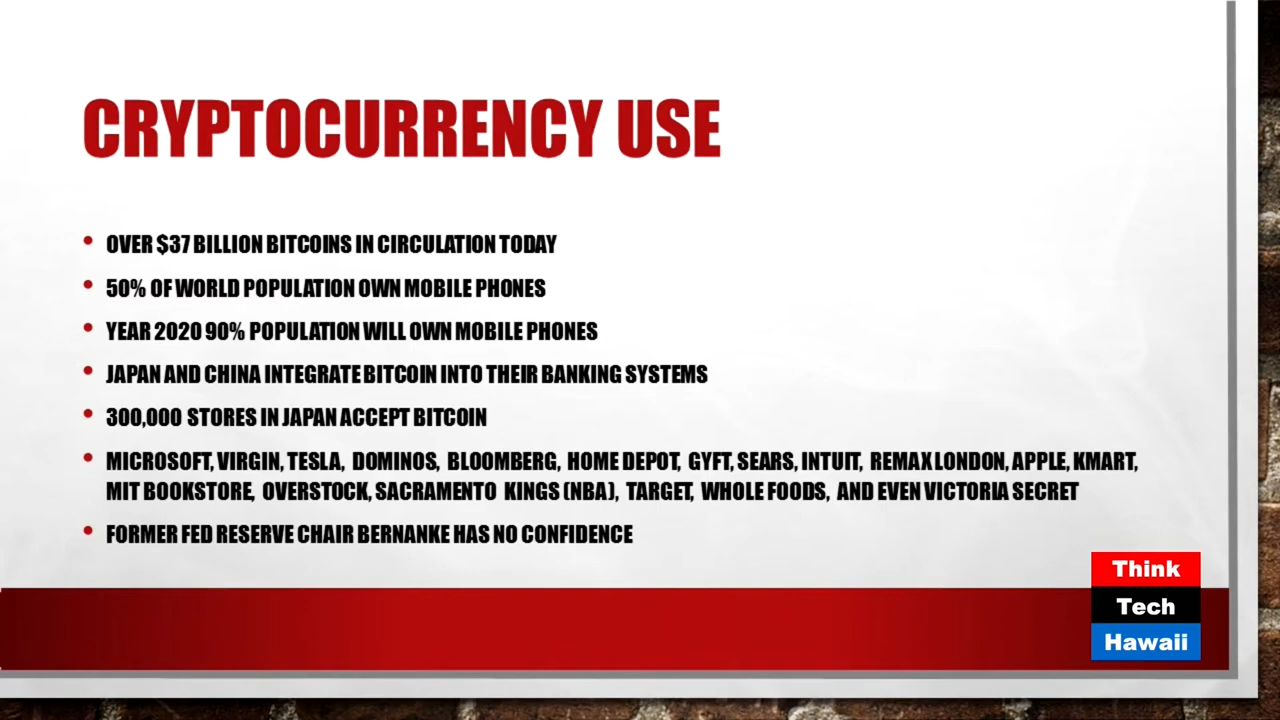 CRYPTOCURRENCY USE
• OVER $37 BILLION BITCOINS IN CIRCULATION TODAY
• 50% OF WORLD POPULATION OWN MOBILE PHONES
• YEAR 2020 90% POPULATION WILL OWN MOBILE PHONES
• JAPAN AND CHINA INTEGRATE BITCOIN INTO THEIR BANKING SYSTEMS
• 300,000 STORES IN JAPAN ACCEPT BITCOIN
• MICROSOFT, VIRGIN, TESLA, DOMINOS, BLOOMBERG, HOME DEPOT, GYFT, SEARS, INTUIT, REMAX LONDON, APPLE, KMART,
MIT BOOKSTORE, OVERSTOCK, SACRAMENTO KINGS (NBA), TARGET, WHOLE FOODS, AND EVEN VICTORIA SECRET
• FORMER FED RESERVE CHAIR BERNANKE HAS NO CONFIDENCE
Think
Tech
Hawaii